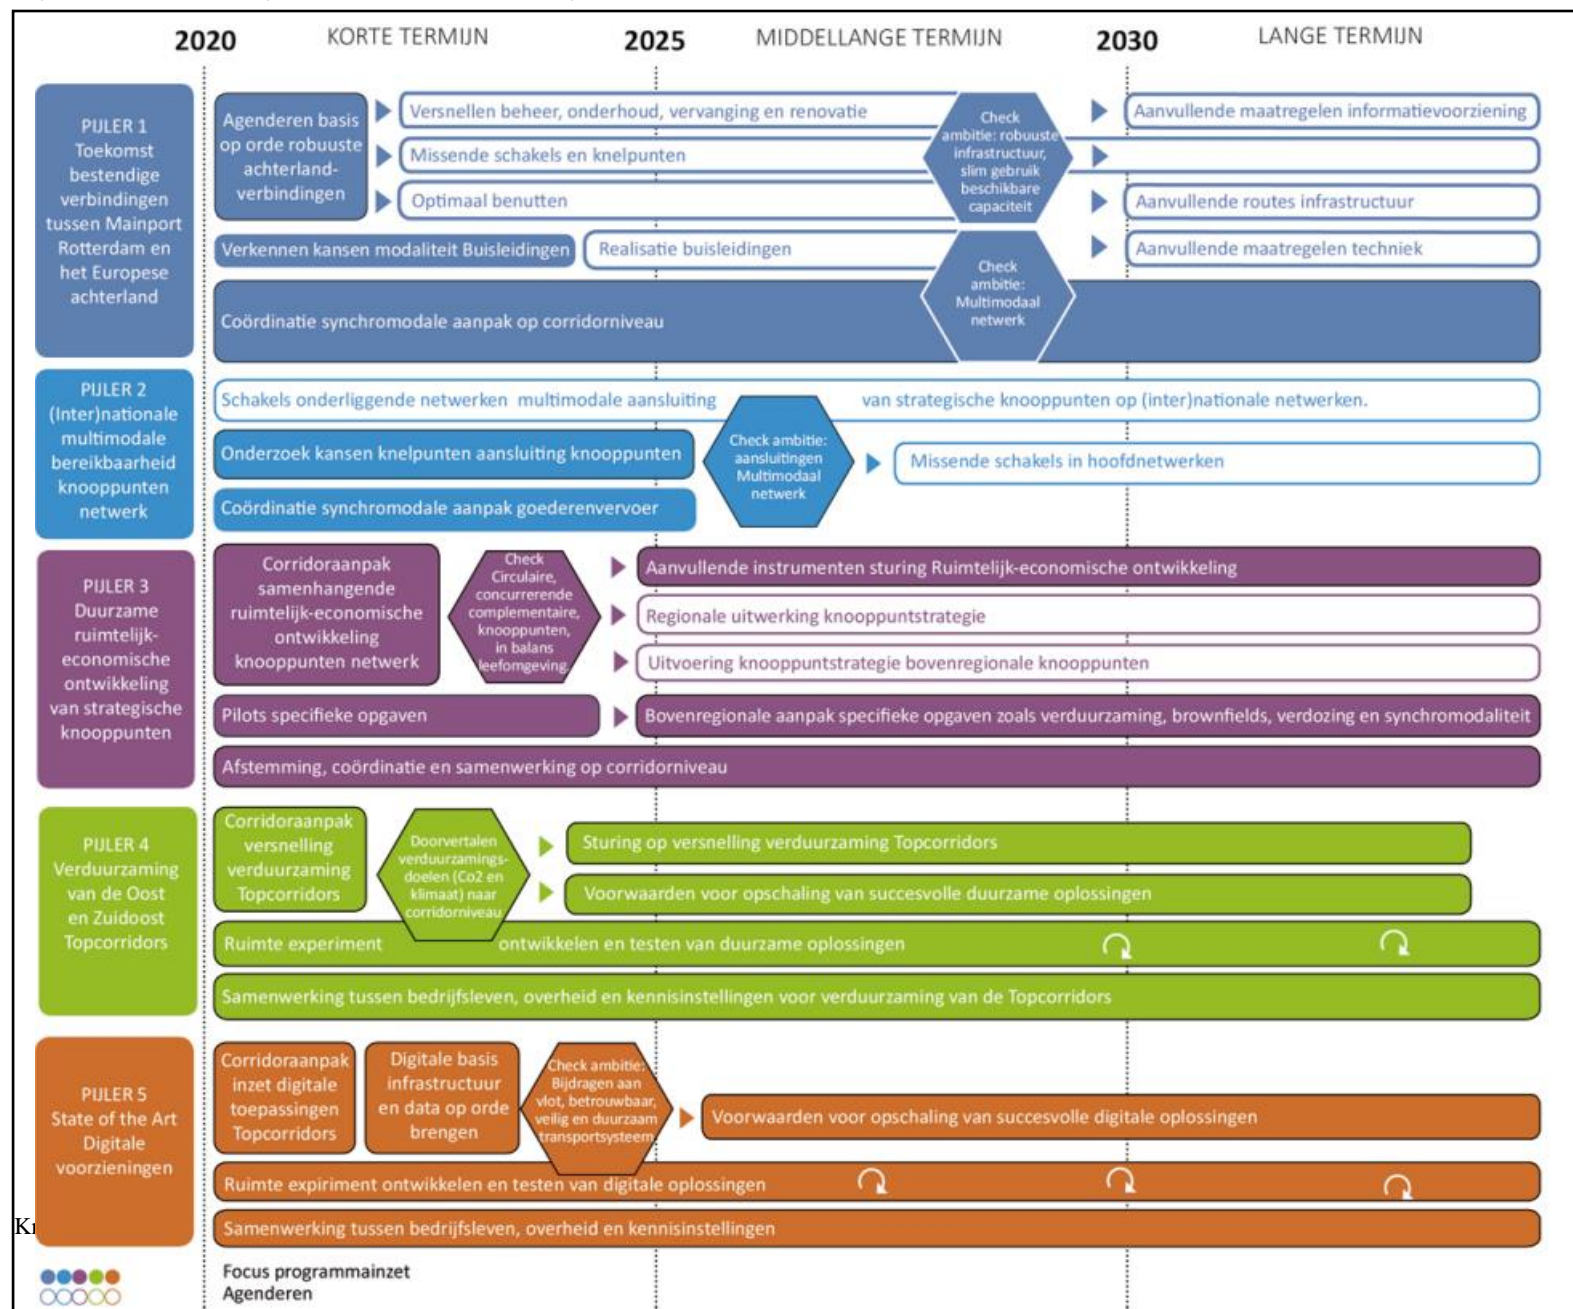 2020
KORTE TERMIJN
2025
MIDDELLANGE TERMIJN
2030
LANGE TERMIJN
PIJLER 1
Toekomst
bestendige
verbindingen
tussen Mainport
Rotterdam en
het Europese
achterland
Agenderen basis
op orde robuuste
achterland-
verbindingen
Versnellen beheer, onderhoud, vervanging en renovatie
Missende schakels en knelpunten
Optimaal benutten
Check
ambitie: robuuste
infrastructuur,
slim gebruik
beschikbare
capaciteit
Aanvullende maatregelen informatievoorziening
Aanvullende routes infrastructuur
Verkennen kansen modaliteit Buisleidingen
Realisatie buisleidingen
Check
ambitie:
Multimodaal
netwerk
Aanvullende maatregelen techniek
Coördinatie synchromodale aanpak op corridorniveau
PIJLER 2
(Inter)nationale
multimodale
bereikbaarheid
knooppunten
netwerk
Schakels onderliggende netwerken multimodale aansluiting
van strategische knooppunten op (inter)nationale netwerken.
Onderzoek kansen knelpunten aansluiting knooppunten
Check ambitie:
aansluitingen
Multimodaal
netwerk
Missende schakels in hoofdnetwerken
Coördinatie synchromodale aanpak goederenvervoer
PIJLER 3
Duurzame
ruimtelijk-
economische
ontwikkeling
van strategische
knooppunten
Corridoraanpak
samenhangende
ruimtelijk-economische
ontwikkeling
knooppunten netwerk
Check
Circulaire,
concurrerende
complementaire,
knooppunten,
in balans
leefomgeving.
Aanvullende instrumenten sturing Ruimtelijk-economische ontwikkeling
Regionale uitwerking knooppuntstrategie
Uitvoering knooppuntstrategie bovenregionale knooppunten
Pilots specifieke opgaven
Bovenregionale aanpak specifieke opgaven zoals verduurzaming, brownfields, verdozing en synchromodaliteit
Afstemming, coördinatie en samenwerking op corridorniveau
PIJLER 4
Verduurzaming
van de Oost
en Zuidoost
Topcorridors
Corridoraanpak
versnelling
verduurzaming
Topcorridors
Doorvertalen
verduurzamings-
doelen (Co2 en
klimaat) naar
corridorniveau
Sturing op versnelling verduurzaming Topcorridors
Voorwaarden voor opschaling van succesvolle duurzame oplossingen
Ruimte experiment
ontwikkelen en testen van duurzame oplossingen
Samenwerking tussen bedrijfsleven, overheid en kennisinstellingen voor verduurzaming van de Topcorridors
PIJLER 5
State of the Art
Digitale
voorzieningen
Corridoraanpak
inzet digitale
toepassingen
Topcorridors
Digitale basis
infrastructuur
en data op orde
brengen
Check ambitie:
Bijdragen aan
vlot, betrouwbaar,
veilig en duurzaam
transportsysteem
Voorwaarden voor opschaling van succesvolle digitale oplossingen
Ruimte expiriment ontwikkelen en testen van digitale oplossingen
Samenwerking tussen bedrijfsleven, overheid en kennisinstellingen
Focus programmainzet
Agenderen